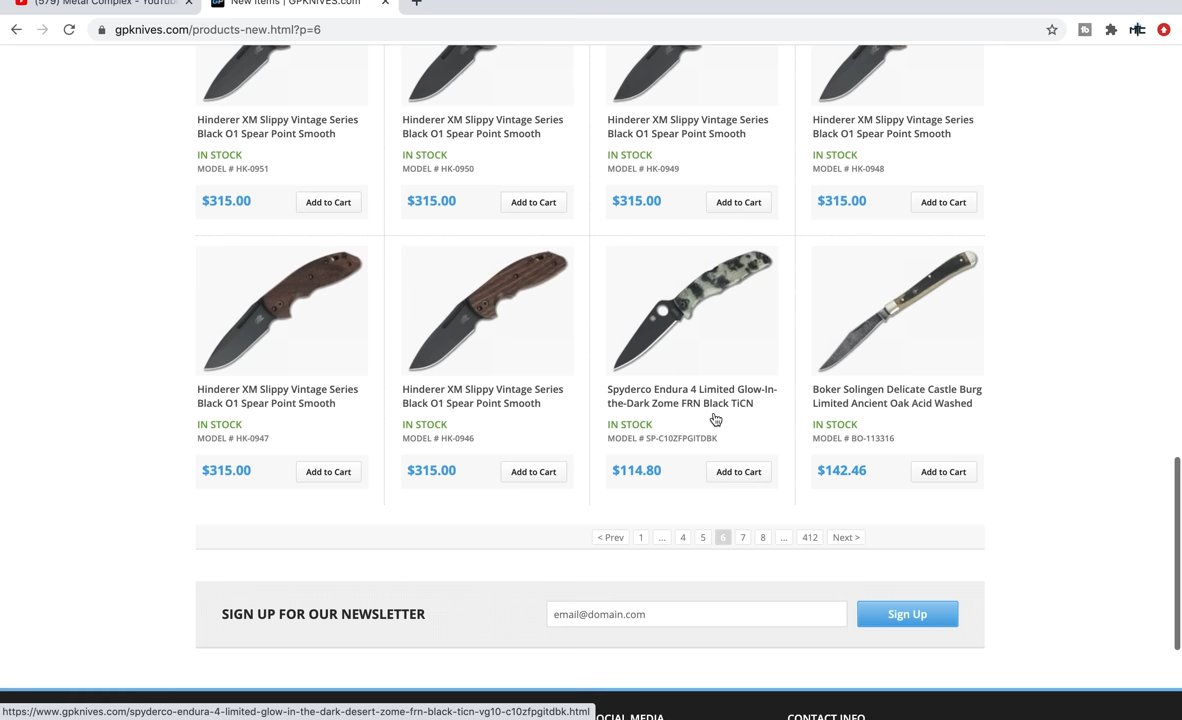 (579) Metal Complex - YouTub
New Items | GPKNIVES.com
gpknives.com/products-new.html?p=6
Hinderer XM Slippy Vintage Series
Black O1 Spear Point Smooth
IN STOCK
MODEL # HK-0951
$315.00
Add to Cart
Hinderer XM Slippy Vintage Series
Black O1 Spear Point Smooth
IN STOCK
MODEL # HK-0950
$315.00
Add to Cart
Hinderer XM Slippy Vintage Series
Black O1 Spear Point Smooth
IN STOCK
MODEL # HK-0949
$315.00
Add to Cart
Hinderer XM Slippy Vintage Series
Black O1 Spear Point Smooth
IN STOCK
MODEL # HK-0948
$315.00
Add to Cart
Hinderer XM Slippy Vintage Series
Black O1 Spear Point Smooth
IN STOCK
MODEL # HK-0947
$315.00
Add to Cart
Hinderer XM Slippy Vintage Series
Black O1 Spear Point Smooth
IN STOCK
MODEL # HK-0946
$315.00
Add to Cart
Spyderco Endura 4 Limited Glow-In-
the-Dark Zome FRN Black TiCN
IN STOCK
MODEL # SP-C10ZFPGITDBK
$114.80
Add to Cart
Boker Solingen Delicate Castle Burg
Limited Ancient Oak Acid Washed
IN STOCK
MODEL # BO-113316
$142.46
Add to Cart
< Prev 1 ... 4 5 6 7 8 ... 412 Next >
SIGN UP FOR OUR NEWSLETTER
email@domain.com
Sign Up
https://www.gpknives.com/spyderco-endura-4-limited-glow-in-the-dark-desert-zome-frn-black-ticn-vg10-c10zfpgitdbk.html
OCIAL MEDIA
CONTACT INFO